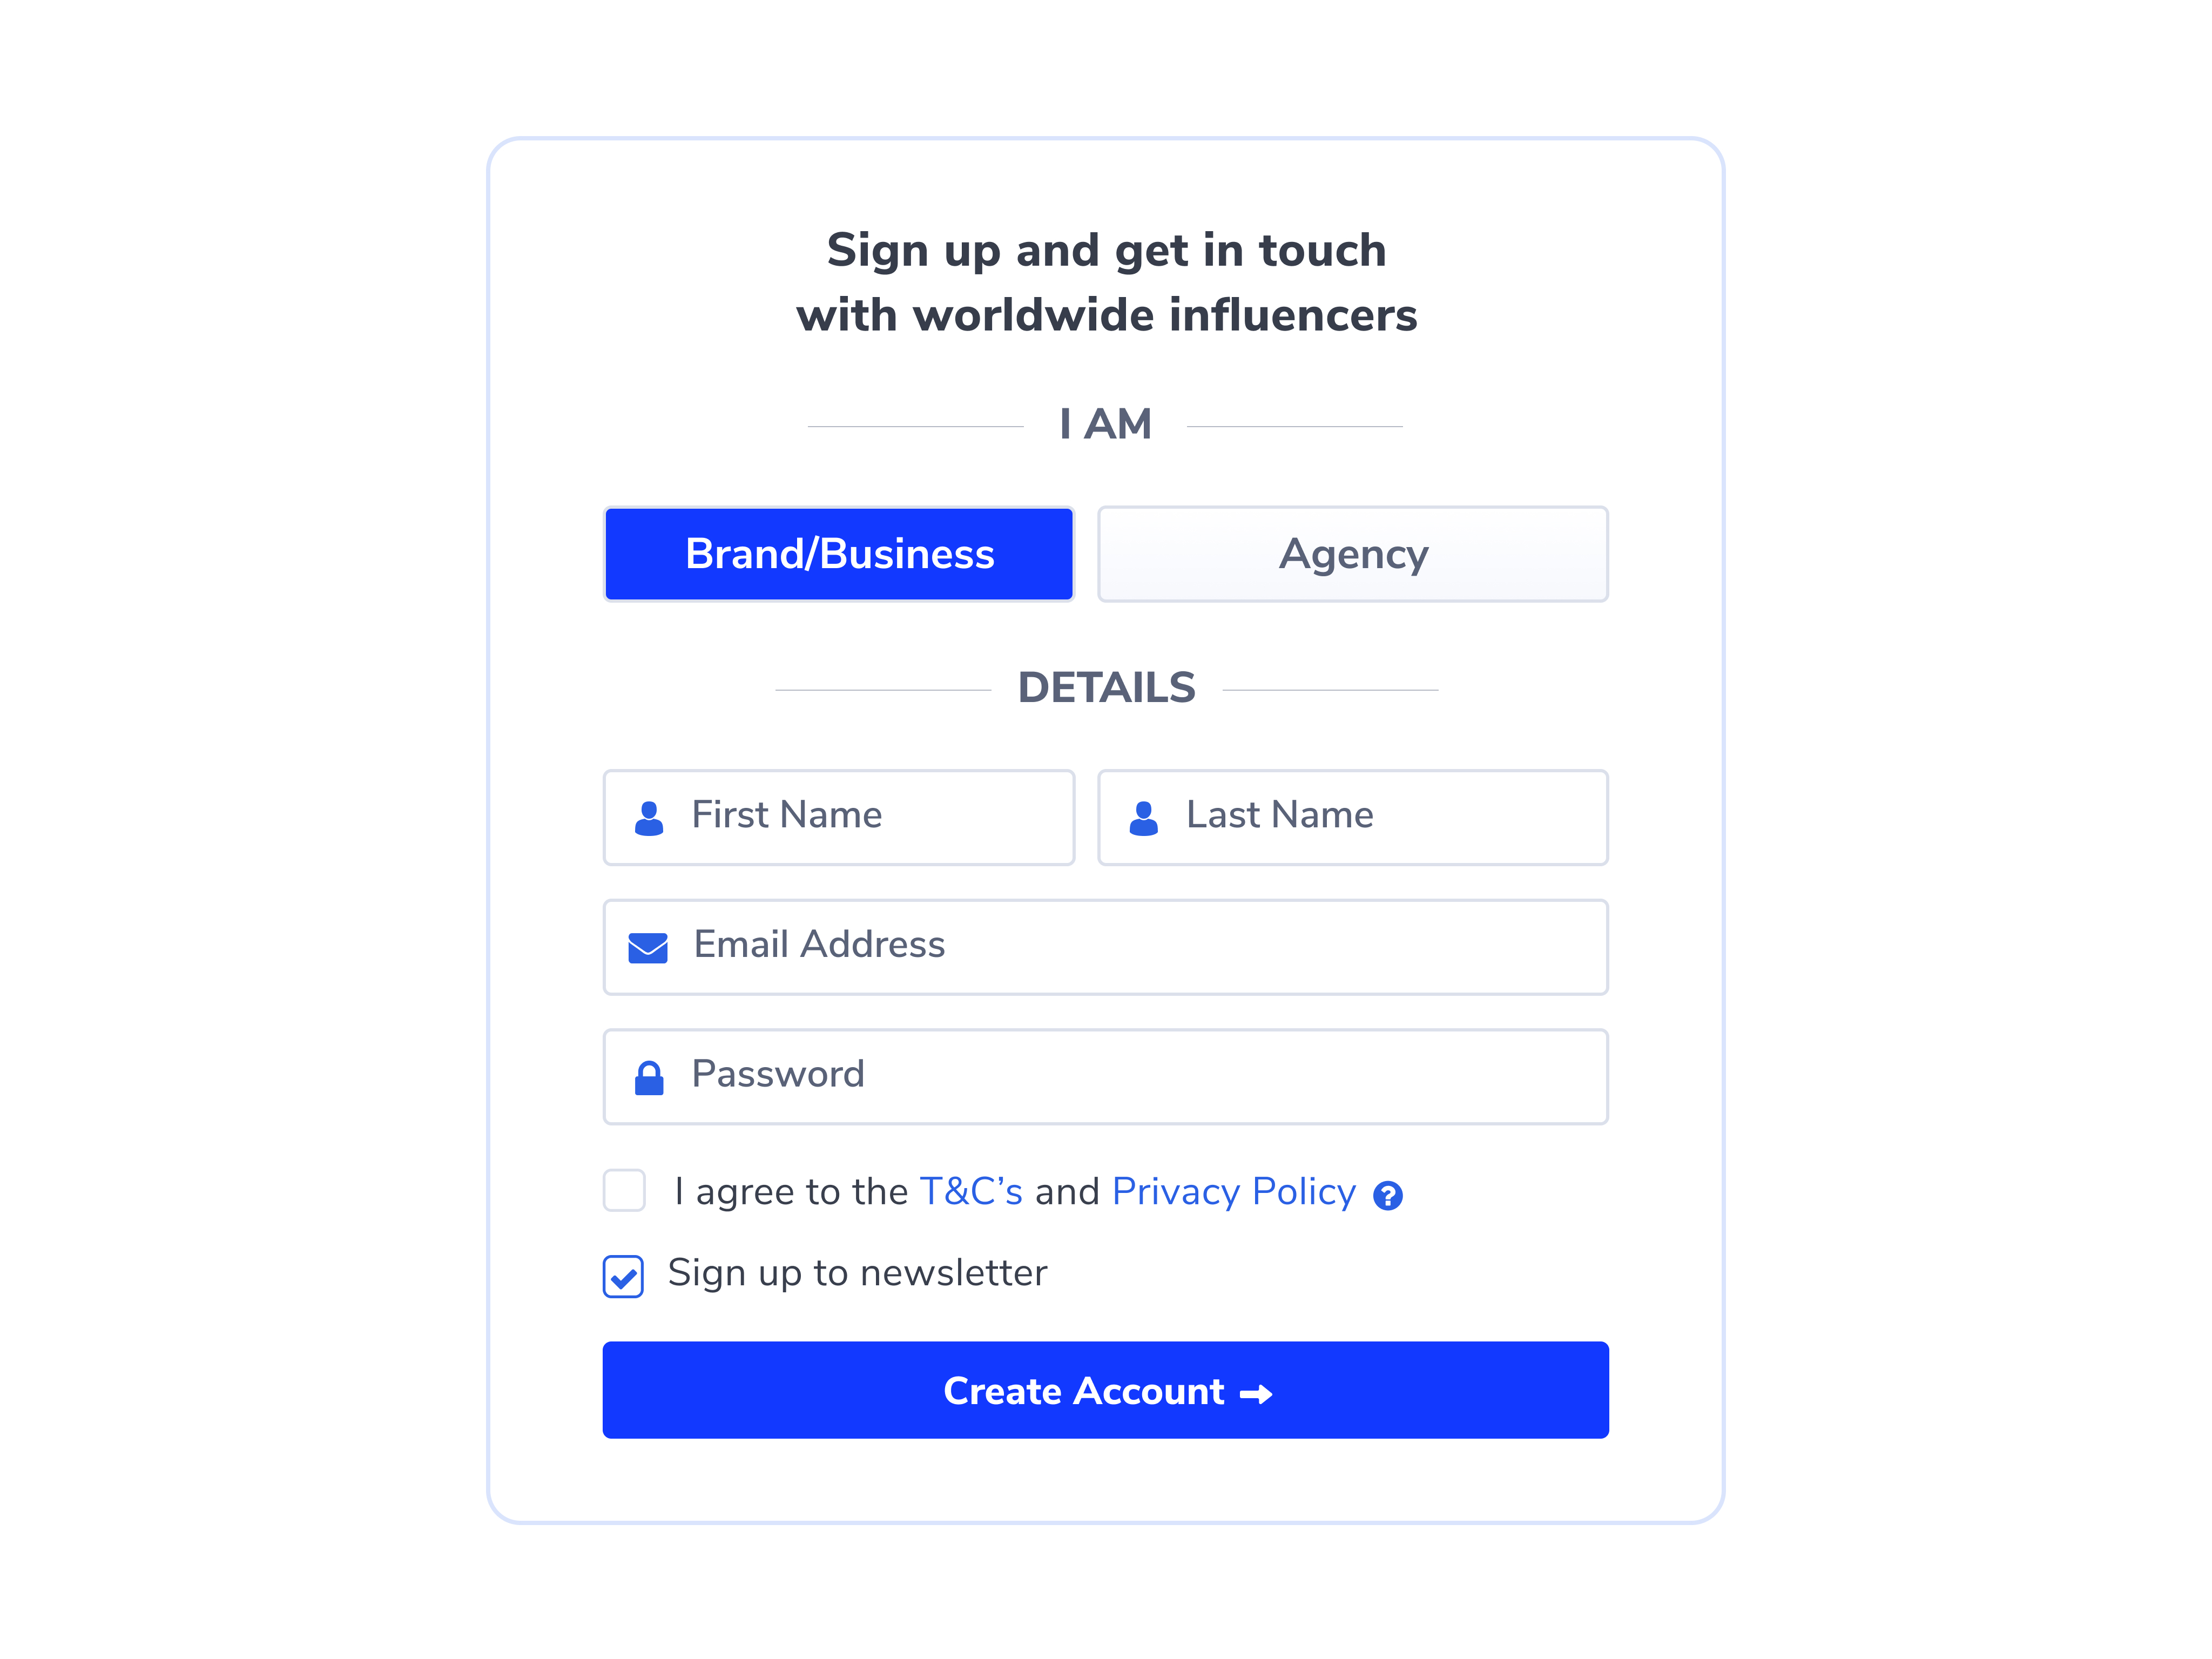 Sign up and get in touch
with worldwide influencers
I AM
Brand/Business
Agency
DETAILS
First Name
Last Name
Email Address
Password
I agree to the T&C’s and Privacy Policy ?
Sign up to newsletter
Create Account